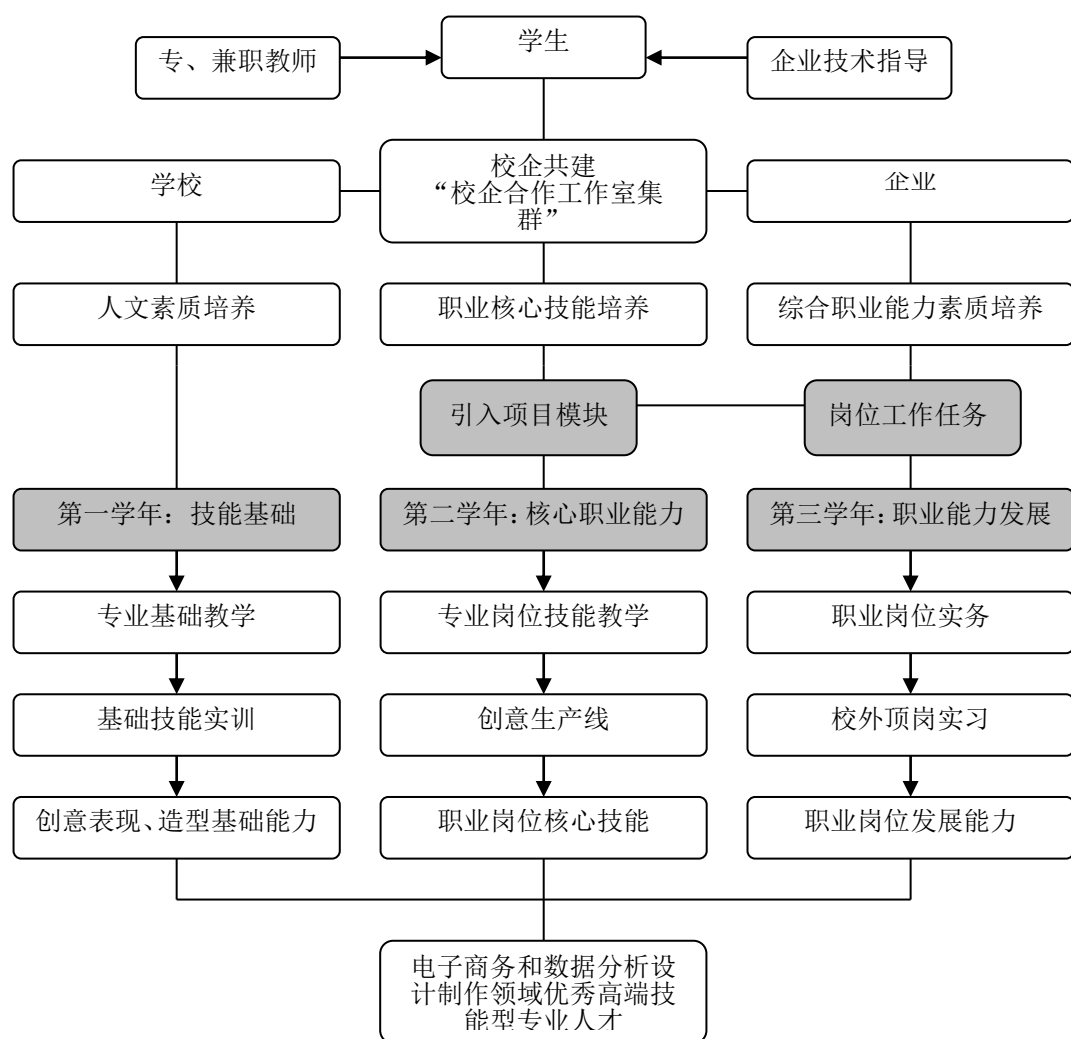 学生
专、兼职教师
企业技术指导
校企共建
“校企合作工作室集
群”
学校
企业
人文素质培养
职业核心技能培养
综合职业能力素质培养
引入项目模块
岗位工作任务
第一学年：技能基础
第二学年：核心职业能力
第三学年：职业能力发展
专业基础教学
专业岗位技能教学
职业岗位实务
基础技能实训
创意生产线
校外顶岗实习
创意表现、造型基础能力
职业岗位核心技能
职业岗位发展能力
电子商务和数据分析设
计制作领域优秀高端技
能型专业人才